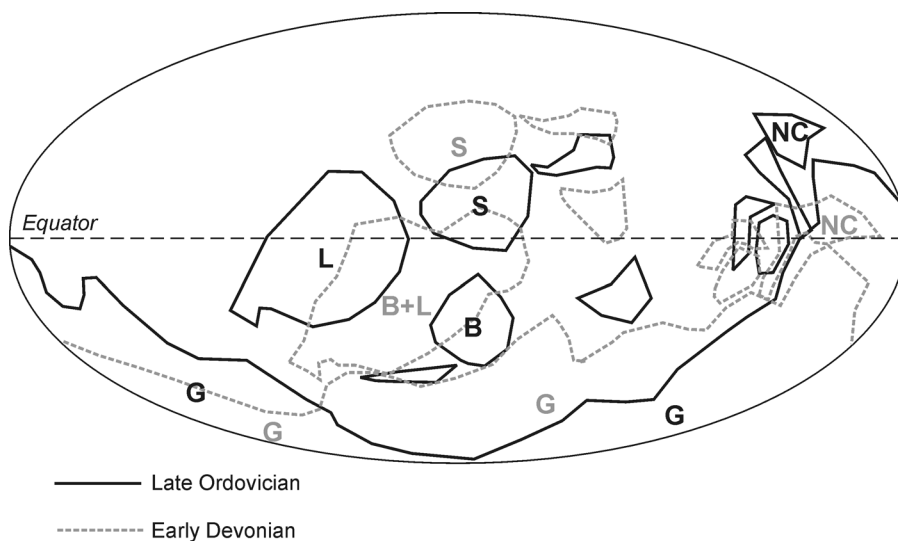 NC
S
S
NC
Equator
L
B+L
B
G
G
G
G
Late Ordovician
Early Devonian